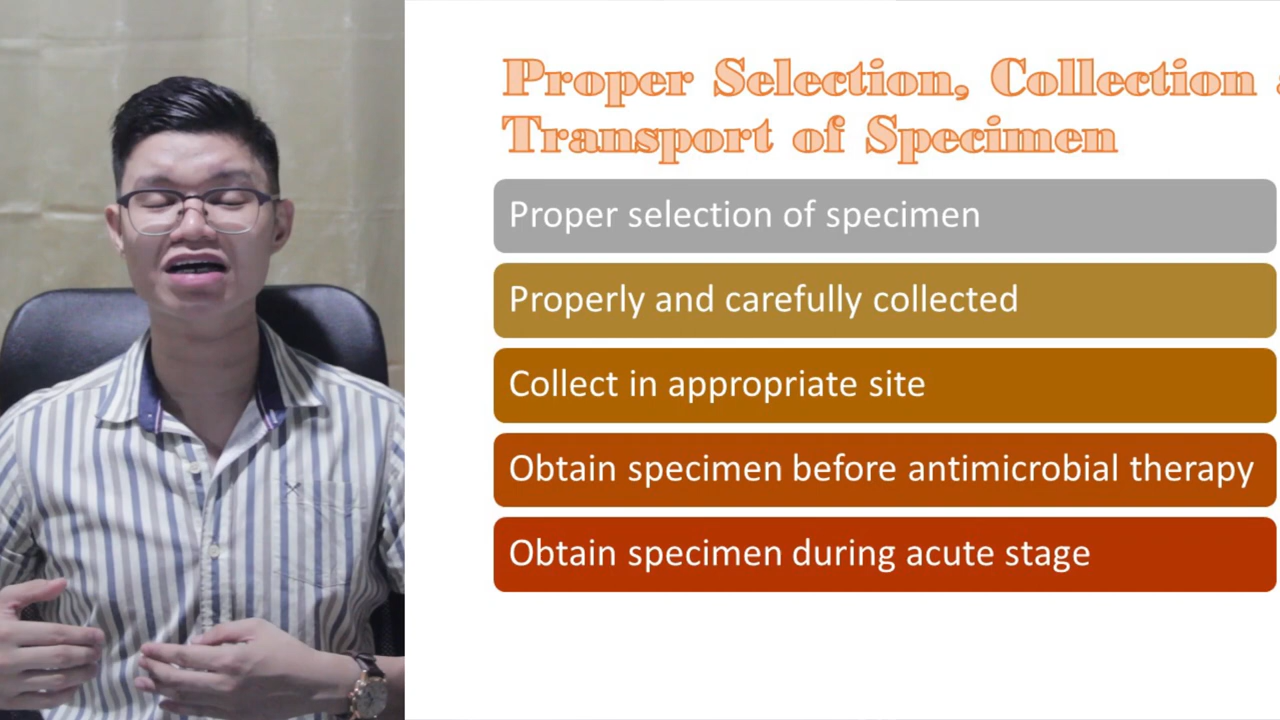 Proper Selection, Collection
Transport of Specimen
Proper selection of specimen
Properly and carefully collected
Collect in appropriate site
Obtain specimen before antimicrobial therapy
Obtain specimen during acute stage